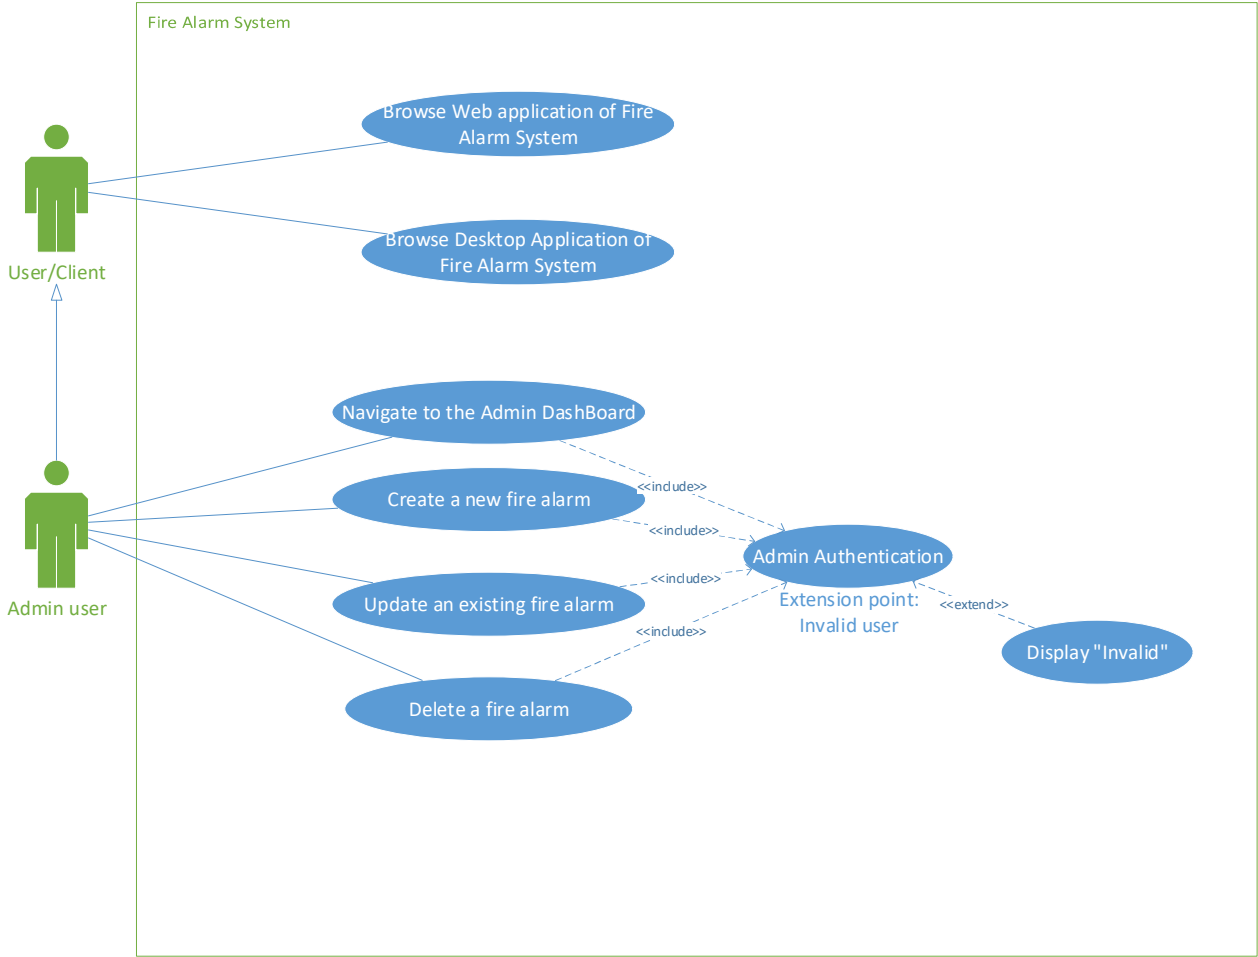 Fire Alarm System
Browse Web application of Fire
Alarm System
Browse Desktop Application of
Fire Alarm System
User/Client
Navigate to the Admin DashBoard
<<include>>
Create a new fire alarm
<<include>>
Admin Authentication
<<include>>
Extension point:
Invalid user
Update an existing fire alarm
<<extend>>
Admin user
<<include>>
Display "Invalid"
Delete a fire alarm